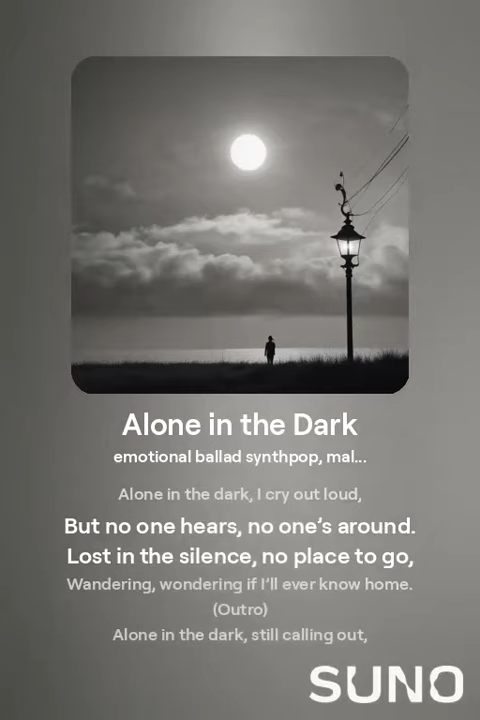 Alone in the Dark
emotional ballad synthpop, mal...
Alone in the dark, I cry out loud,
But no one hears, no one's around.
Lost in the silence, no place to go,
Wandering, wondering if I'll ever know home.
(Outro)
Alone in the dark, still calling out,
SUNO